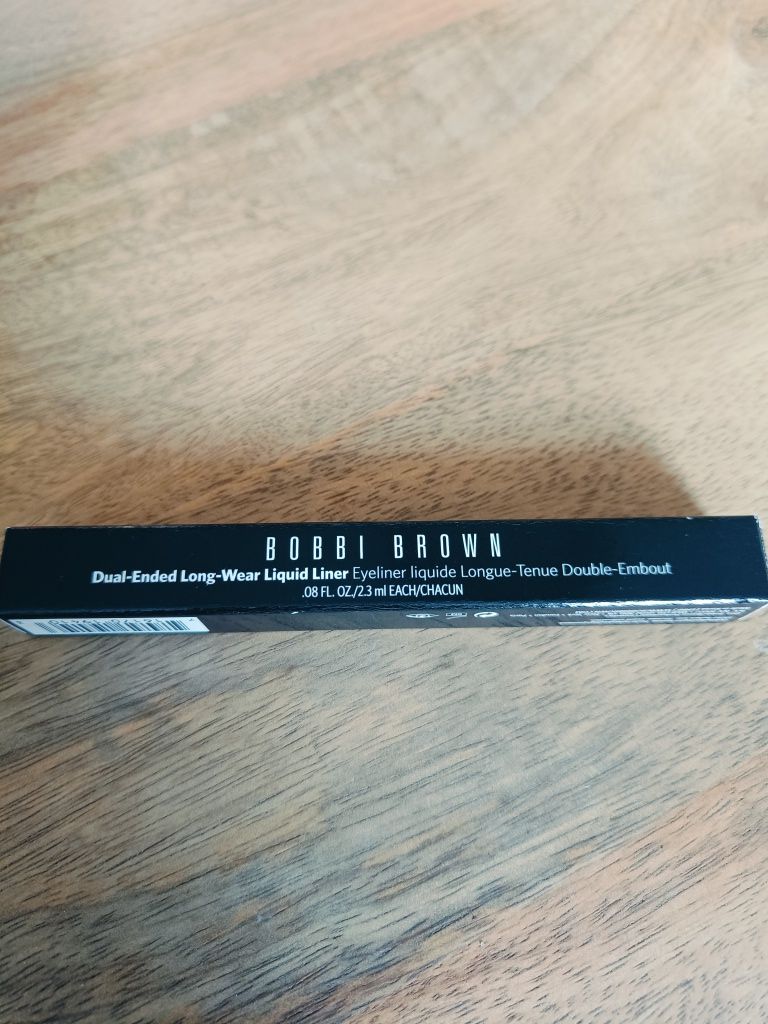 BOBBI BROWN
Dual-Ended Long-Wear Liquid Liner Eyeliner liquide Longue-Tenue Double-Embout
.08 FL. OZ./2.3 ml EACH/CHACUN